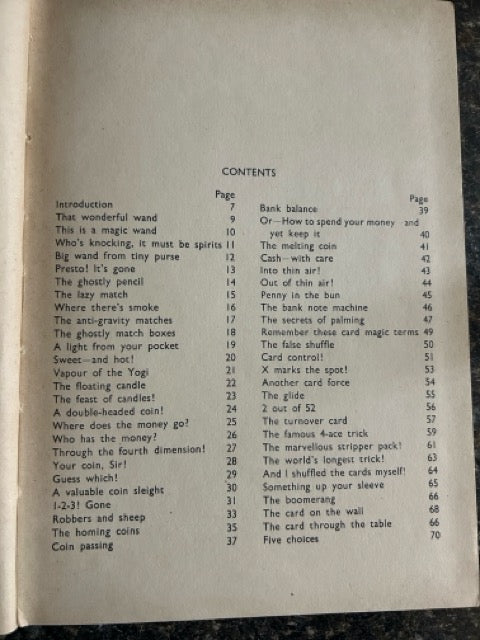 CONTENTS
Page
Introduction 7
That wonderful wand 9
This is a magic wand 10
Who's knocking, it must be spirits 11
Big wand from tiny purse 12
Presto! It's gone 13
The ghostly pencil 14
The lazy match 15
Where there's smoke 16
The anti-gravity matches 17
The ghostly match boxes 18
A light from your pocket 19
Sweet—and hot! 20
Vapour of the Yogi 21
The floating candle 22
The feast of candles! 23
A double-headed coin! 24
Where does the money go? 25
Who has the money? 26
Through the fourth dimension! 27
Your coin, Sir! 28
Guess which! 29
A valuable coin sleight 30
1-2-3! Gone 31
Robbers and sheep 33
The homing coins 35
Coin passing 37
Page
Bank balance 39
Or—How to spend your money and
yet keep it 40
The melting coin 41
Cash—with care 42
Into thin air! 43
Out of thin air! 44
Penny in the bun 45
The bank note machine 46
The secrets of palming 47
Remember these card magic terms 49
The false shuffle 50
Card control! 51
X marks the spot! 53
Another card force 54
The glide 55
2 out of 52 56
The turnover card 57
The famous 4-ace trick 59
The marvellous stripper pack! 61
The world's longest trick! 63
And I shuffled the cards myself! 64
Something up your sleeve 65
The boomerang 66
The card on the wall 68
The card through the table 66
Five choices 70